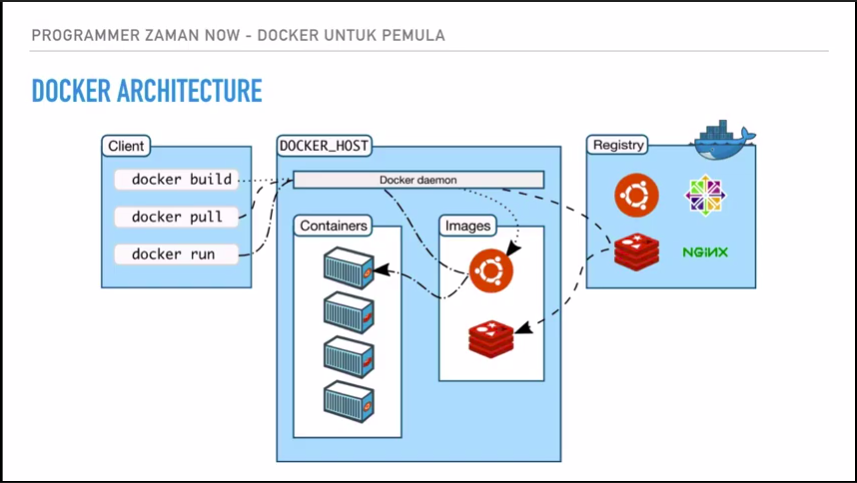 PROGRAMMER ZAMAN NOW - DOCKER UNTUK PEMULA
DOCKER ARCHITECTURE
Client
docker build
docker pull
docker run
DOCKER_HOST
Docker daemon
Containers
Images
Registry
NGINX